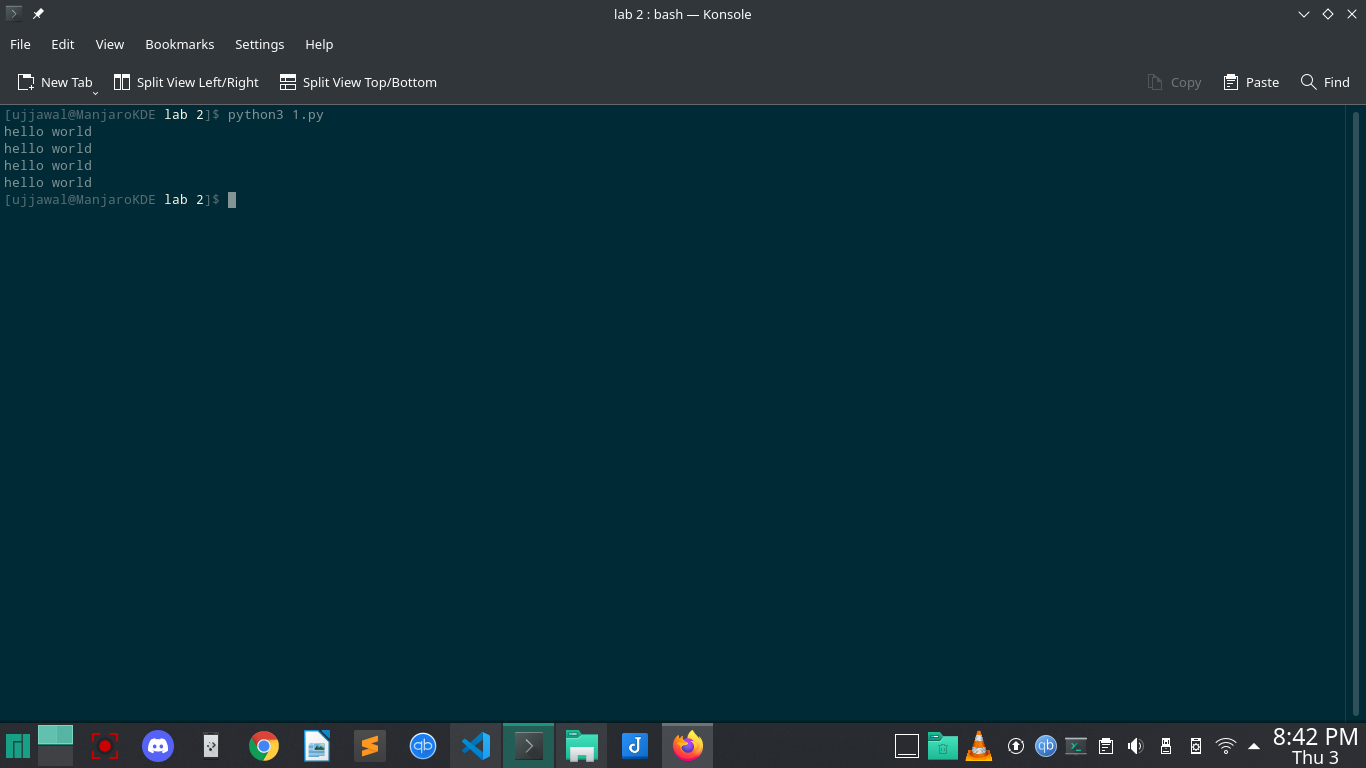 lab 2 : bash — Konsole
File Edit View Bookmarks Settings Help
New Tab Split View Left/Right Split View Top/Bottom Copy Paste Find
[ujjawal@ManjaroKDE lab 2]$ python3 1.py
hello world
hello world
hello world
hello world
[ujjawal@ManjaroKDE lab 2]$
qb qb 8:42 PM
Thu 3